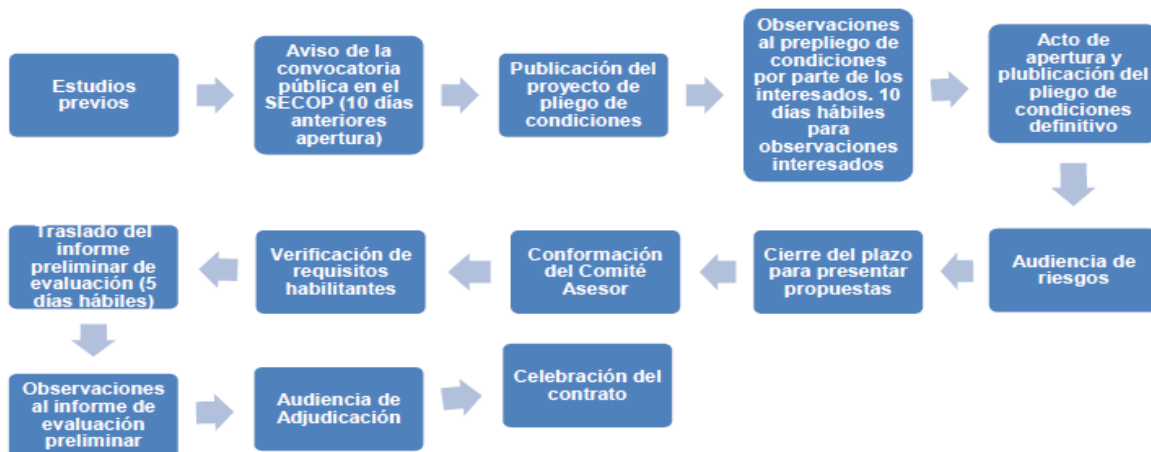 Estudios
previos
Aviso de la
convocatoria
pública en el
SECOP (10 días
anteriores
apertura)
Publicación del
proyecto de
pliego de
condiciones
Observaciones
al prepliego de
condiciones
por parte de los
interesados. 10
días hábiles
para
observaciones
interesados
Acto de
apertura y
plublicación del
pliego de
condiciones
definitivo
Audiencia de
riesgos
Cierre del plazo
para presentar
propuestas
Conformación
del Comité
Asesor
Verificación de
requisitos
habilitantes
Traslado del
informe
preliminar de
evaluación (5
días hábiles)
Observaciones
al informe de
evaluación
preliminar
Audiencia de
Adjudicación
Celebración del
contrato